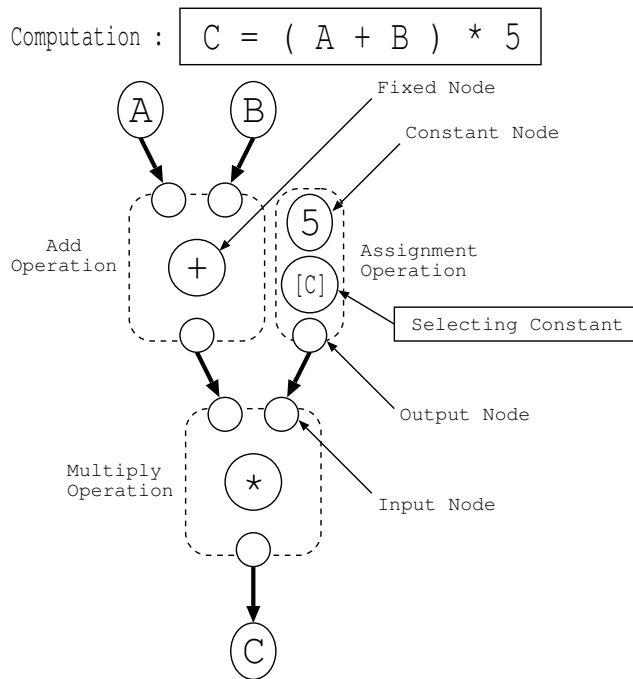 Computation : C = ( A + B ) * 5
Fixed Node
A B
Constant Node
5
Add
Operation
+
Assignment
Operation
[C]
Selecting Constant
Output Node
Multiply
Operation
*
Input Node
C